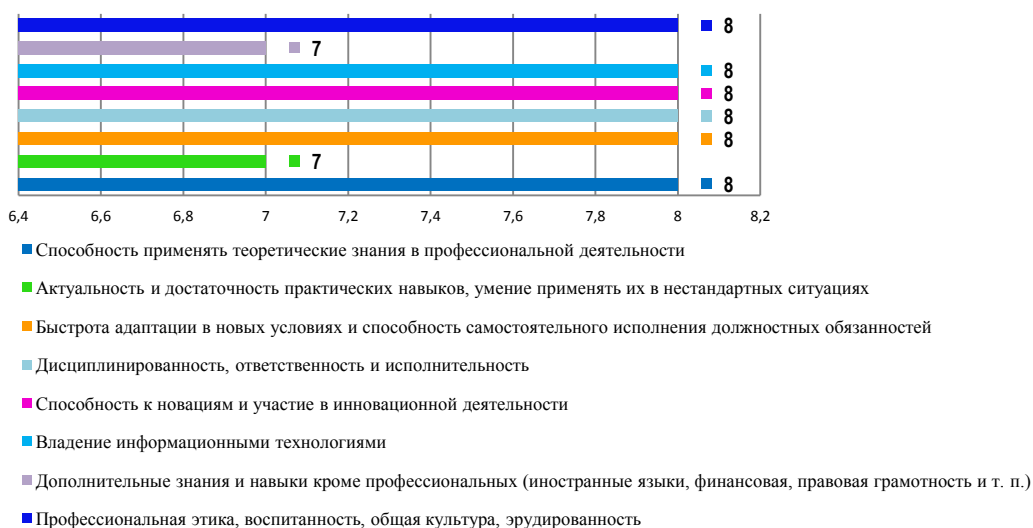 8
7
8
8
8
8
7
8
6,4 6,6 6,8 7 7,2 7,4 7,6 7,8 8 8,2
Способность применять теоретические знания в профессиональной деятельности
Актуальность и достаточность практических навыков, умение применять их в нестандартных ситуациях
Быстрота адаптации в новых условиях и способность самостоятельного исполнения должностных обязанностей
Дисциплинированность, ответственность и исполнительность
Способность к новациям и участие в инновационной деятельности
Владение информационными технологиями
Дополнительные знания и навыки кроме профессиональных (иностранные языки, финансовая, правовая грамотность и т. п.)
Профессиональная этика, воспитанность, общая культура, эрудированность